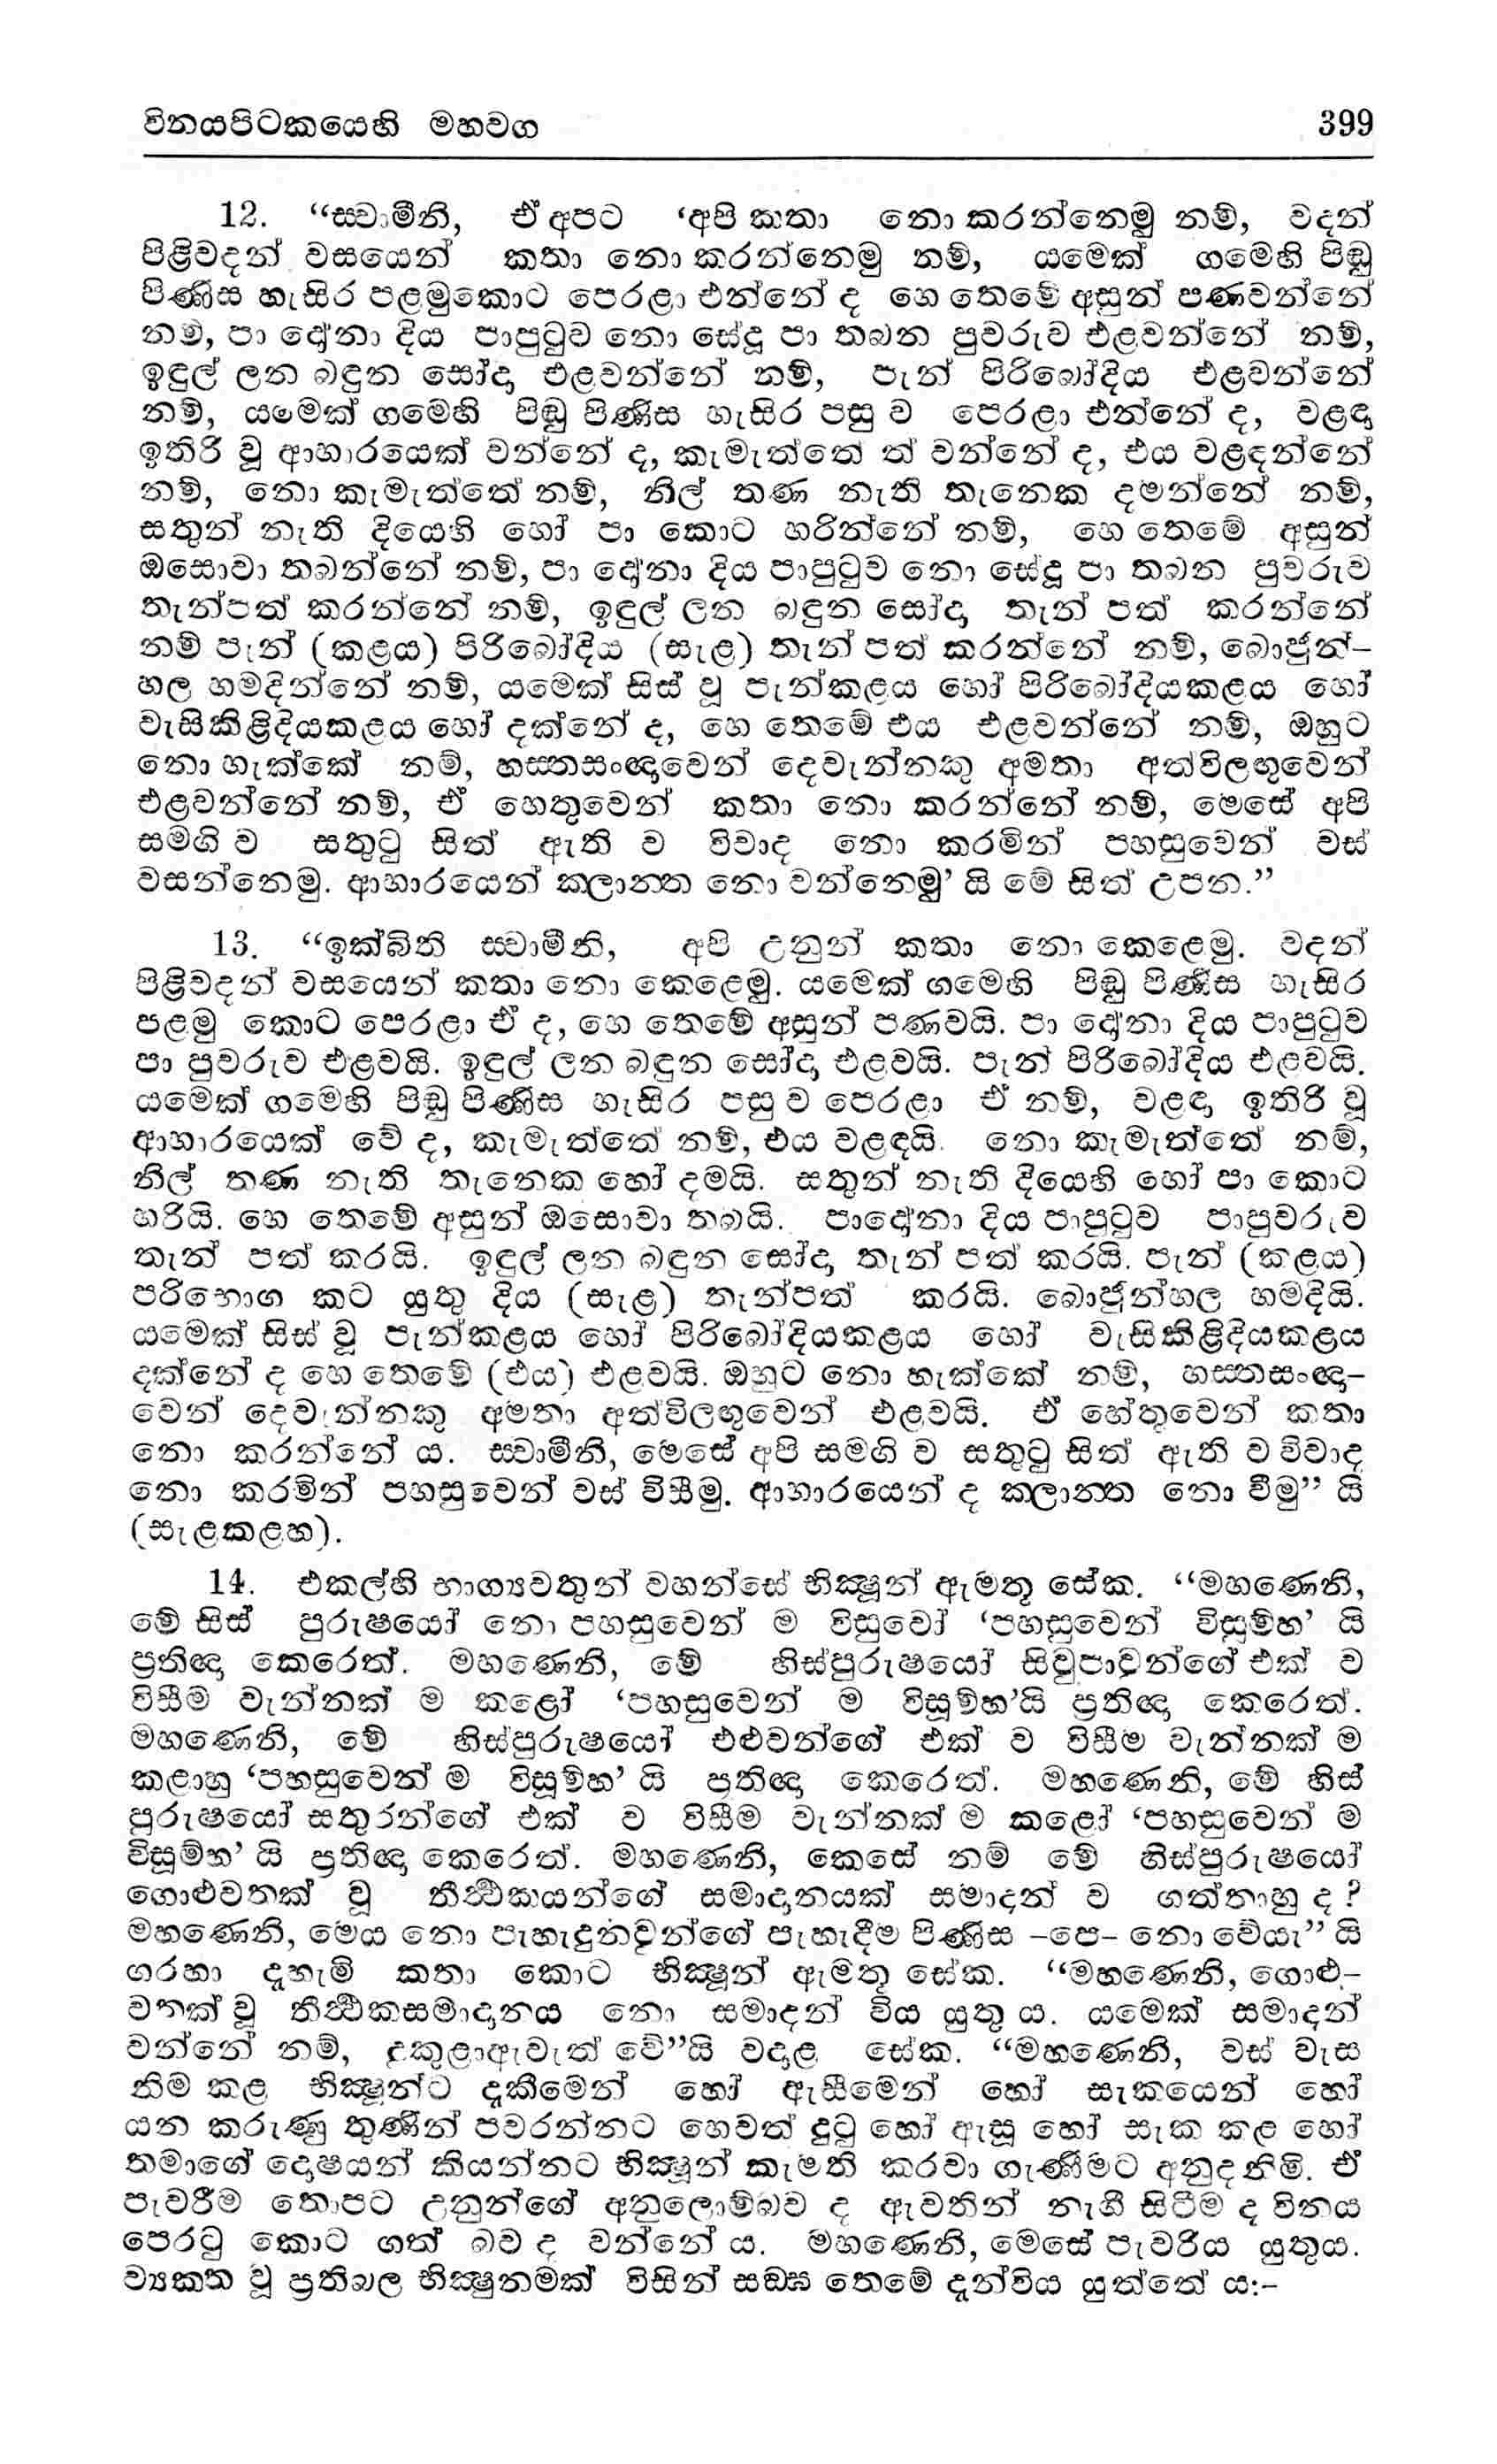 විනයපිටකයෙහි මහවග 399
12. “ස්වාමීනි, ඒ අපට ‘අපි කතා නො කරන්නෙමු නම්, වදන්
පිළිවදන් වසයෙන් කතා නො කරන්නෙමු නම්, යමෙක් ගමෙහි පිඬු
පිණිස හැසිර පළමුකොට පෙරළා එන්නේ ද හෙ තෙමේ අසුන් පණවන්නේ
නම්, පා දෝනා දිය පාපුටුව නො සේදූ පා තබන පුවරුව එළවන්නේ නම්,
ඉඳුල් ලන බඳුන සෝදා එළවන්නේ නම්, පැන් පිරිබෝදිය එළවන්නේ
නම්, යමෙක් ගමෙහි පිඬු පිණිස හැසිර පසු ව පෙරළා එන්නේ ද, වළඳා
ඉතිරි වූ ආහාරයෙක් වන්නේ ද, කැමැත්තේ ත් වන්නේ ද, එය වළඳන්නේ
නම්, නො කැමැත්තේ නම්, නිල් තණ නැති තැනෙක දමන්නේ නම්,
සතුන් නැති දියෙහි හෝ පා කොට හරින්නේ නම්, හෙ තෙමේ අසුන්
ඔසොවා තබන්නේ නම්, පා දෝනා දිය පාපුටුව නො සේදූ පා තබන පුවරුව
තැන්පත් කරන්නේ නම්, ඉඳුල් ලන බඳුන සෝදා තැන් පත් කරන්නේ
නම් පැන් (කළය) පිරිබෝදිය (සැළ) තැන් පත් කරන්නේ නම්, බොජුන්-
හල හමදින්නේ නම්, යමෙක් සිස් වූ පැන්කළය හෝ පිරිබෝදියකළය හෝ
වැසිකිළිදියකළය හෝ දක්නේ ද, හෙ තෙමේ එය එළවන්නේ නම්, ඔහුට
නො හැක්කේ නම්, හස්තසංඥාවෙන් දෙවැන්නකු අමතා අත්විලඟුවෙන්
එළවන්නේ නම්, ඒ හෙතුවෙන් කතා නො කරන්නේ නම්, මෙසේ අපි
සමගි ව සතුටු සිත් ඇති ව විවාද නො කරමින් පහසුවෙන් වස්
වසන්නෙමු. ආහාරයෙන් ක්ලාන්ත නො වන්නෙමු’ යි මේ සිත් උපන.”
13. “ඉක්බිති ස්වාමීනි, අපි උනුන් කතා නො කෙළෙමු. වදන්
පිළිවදන් වසයෙන් කතා නො කෙළෙමු. යමෙක් ගමෙහි පිඬු පිණිස හැසිර
පළමු කොට පෙරළා ඒ ද, හෙ තෙමේ අසුන් පණවයි. පා දෝනා දිය පාපුටුව
පා පුවරුව එළවයි. ඉඳුල් ලන බඳුන සෝදා එළවයි. පැන් පිරිබෝදිය එළවයි.
යමෙක් ගමෙහි පිඬු පිණිස හැසිර පසු ව පෙරළා ඒ නම්, වළඳා ඉතිරි වූ
ආහාරයෙක් වේ ද, කැමැත්තේ නම්, එය වළඳයි. නො කැමැත්තේ නම්,
නිල් තණ නැති තැනෙක හෝ දමයි. සතුන් නැති දියෙහි හෝ පා කොට
හරියි. හෙ තෙමේ අසුන් ඔසොවා තබයි. පාදෝනා දිය පාපුටුව පාපුවරුව
තැන් පත් කරයි. ඉඳුල් ලන බඳුන සෝදා තැන් පත් කරයි. පැන් (කළය)
පරිභොග කට යුතු දිය (සැළ) තැන්පත් කරයි. බොජුන්හල හමදියි.
යමෙක් සිස් වූ පැන්කළය හෝ පිරිබෝදියකළය හෝ වැසිකිළිදියකළය
දක්නේ ද හෙ තෙමේ (එය) එළවයි. ඔහුට නො හැක්කේ නම්, හස්තසංඥා-
වෙන් දෙවැන්නකු අමතා අත්විලඟුවෙන් එළවයි. ඒ හේතුවෙන් කතා
නො කරන්නේ ය. ස්වාමීනි, මෙසේ අපි සමගි ව සතුටු සිත් ඇති ව විවාද
නො කරමින් පහසුවෙන් වස් විසීමු. ආහාරයෙන් ද ක්ලාන්ත නො වීමු” යි
(සැළකළහ).
14. එකල්හි භාග්‍යවතුන් වහන්සේ භික්‍ෂූන් ඇමතූ සේක. “මහණෙනි,
මේ සිස් පුරුෂයෝ නො පහසුවෙන් ම විසුවෝ ‘පහසුවෙන් විසුම්හ’ යි
ප්‍රතිඥා කෙරෙත්. මහණෙනි, මේ හිස්පුරුෂයෝ සිවුපාවුන්ගේ එක් ව
විසීම වැන්නක් ම කළෝ ‘පහසුවෙන් ම විසූම්හ’යි ප්‍රතිඥා කෙරෙත්.
මහණෙනි, මේ හිස්පුරුෂයෝ එළුවන්ගේ එක් ව විසීම වැන්නක් ම
කළාහු ‘පහසුවෙන් ම විසූම්හ’ යි ප්‍රතිඥා කෙරෙත්. මහණෙනි, මේ හිස්
පුරුෂයෝ සතුරන්ගේ එක් ව විසීම වැන්නක් ම කළෝ ‘පහසුවෙන් ම
විසූම්හ’ යි ප්‍රතිඥා කෙරෙත්. මහණෙනි, කෙසේ නම් මේ හිස්පුරුෂයෝ
ගොළුවතක් වූ තීර්ථකයන්ගේ සමාදානයක් සමාදන් ව ගත්තාහු ද?
මහණෙනි, මෙය නො පැහැදුනවුන්ගේ පැහැදීම පිණිස -පෙ- නො වේයැ” යි
ගරහා දැහැමි කතා කොට භික්‍ෂූන් ඇමතූ සේක. “මහණෙනි, ගොළු-
වතක් වූ තීර්ථකසමාදානය නො සමාදන් විය යුතු ය. යමෙක් සමාදන්
වන්නේ නම්, දුකුළාඇවැත් වේ”යි වදාළ සේක. “මහණෙනි, වස් වැස
නිම කළ භික්‍ෂූන්ට දැකීමෙන් හෝ ඇසීමෙන් හෝ සැකයෙන් හෝ
යන කරුණු තුණින් පවරන්නට හෙවත් දුටු හෝ ඇසූ හෝ සැක කළ හෝ
තමාගේ දොෂයන් කියන්නට භික්‍ෂූන් කැමති කරවා ගැණීමට අනුදනිමි. ඒ
පැවරීම තොපට උනුන්ගේ අනුලොම්බව ද ඇවතින් නැගී සිටීම ද විනය
පෙරටු කොට ගත් බව ද වන්නේ ය. මහණෙනි, මෙසේ පැවරිය යුතුය.
ව්‍යක්ත වූ ප්‍රතිබල භික්‍ෂුනමක් විසින් සඞ්ඝ තෙමේ දැන්විය යුත්තේ ය:-